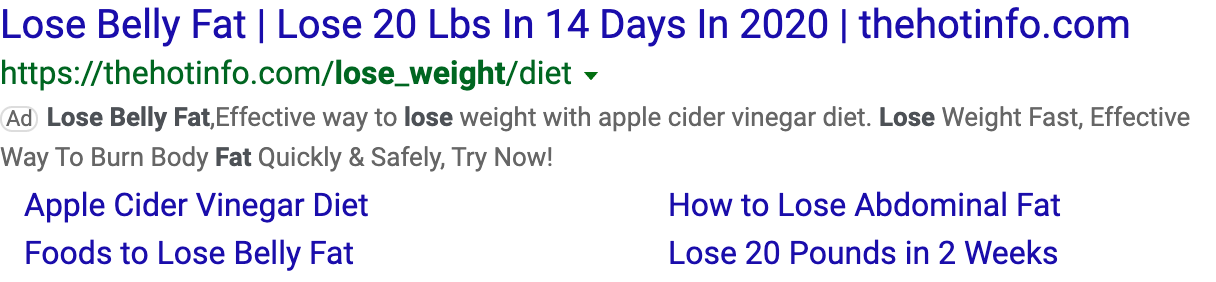 Lose Belly Fat | Lose 20 Lbs In 14 Days In 2020 | thehotinfo.com
https://thehotinfo.com/lose_weight/diet
Ad Lose Belly Fat,Effective way to lose weight with apple cider vinegar diet. Lose Weight Fast, Effective
Way To Burn Body Fat Quickly & Safely, Try Now!
Apple Cider Vinegar Diet
How to Lose Abdominal Fat
Foods to Lose Belly Fat
Lose 20 Pounds in 2 Weeks